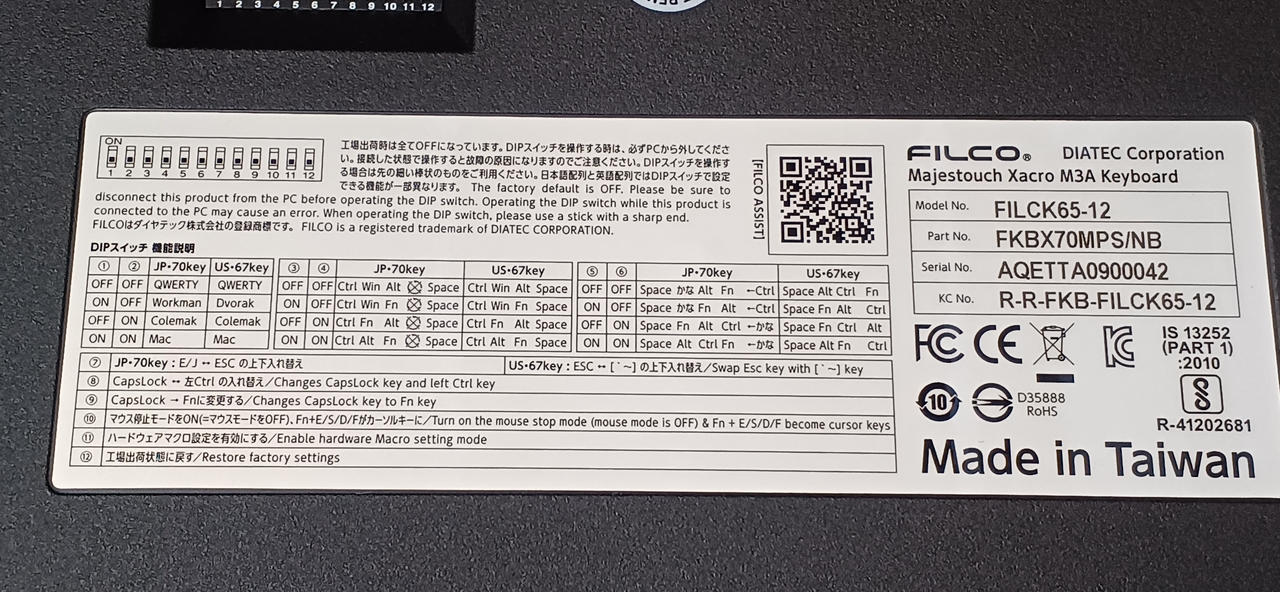 1 2 3 4 5 6 7 8 9 10 11 12
ON
1 2 3 4 5 6 7 8 9 10 11 12
工場出荷時は全てOFFになっています。DIPスイッチを操作する時は、必ずPCから外してくださ
い。接続した状態で操作すると故障の原因になりますのでご注意ください。DIPスイッチを操作す
る場合は先の細い棒状のものをご利用ください。日本語配列と英語配列ではDIPスイッチで設定
できる機能が一部異なります。 The factory default is OFF. Please be sure to
disconnect this product from the PC before operating the DIP switch. Operating the DIP switch while this product is
connected to the PC may cause an error. When operating the DIP switch, please use a stick with a sharp end.
FILCOはダイヤテック株式会社の登録商標です。 FILCO is a registered trademark of DIATEC CORPORATION.
[FILCO ASSIST]
DIPスイッチ 機能説明
① ② JP・70key US・67key
OFF OFF QWERTY QWERTY
ON OFF Workman Dvorak
OFF ON Colemak Colemak
ON ON Mac Mac
③ ④ JP・70key US・67key
OFF OFF Ctrl Win Alt Space Ctrl Win Alt Space
ON OFF Ctrl Win Fn Space Ctrl Win Fn Space
OFF ON Ctrl Fn Alt Space Ctrl Fn Alt Space
ON ON Ctrl Alt Fn Space Ctrl Alt Fn Space
⑤ ⑥ JP・70key US・67key
OFF OFF Space かな Alt Fn ←Ctrl Space Alt Ctrl Fn
ON OFF Space かな Fn Alt ←Ctrl Space Fn Alt Ctrl
OFF ON Space Fn Alt Ctrl ←かな Space Fn Ctrl Alt
ON ON Space Alt Ctrl Fn ←かな Space Alt Fn Ctrl
⑦ JP・70key : E/J ↔ ESC の上下入れ替え US・67key : ESC ↔ [`~] の上下入れ替え/Swap Esc key with [`~] key
⑧ CapsLock ↔ 左Ctrl の入れ替え/Changes CapsLock key and left Ctrl key
⑨ CapsLock → Fnに変更する/Changes CapsLock key to Fn key
⑩ マウス停止モードをON(=マウスモードをOFF)、Fn+E/S/D/Fがカーソルキーに/Turn on the mouse stop mode (mouse mode is OFF) & Fn + E/S/D/F become cursor keys
⑪ ハードウェアマクロ設定を有効にする/Enable hardware Macro setting mode
⑫ 工場出荷状態に戻す/Restore factory settings
FILCO® DIATEC Corporation
Majestouch Xacro M3A Keyboard
Model No. FILCK65-12
Part No. FKBX70MPS/NB
Serial No. AQETTA0900042
KC No. R-R-FKB-FILCK65-12
FC CE
IS 13252
(PART 1)
:2010
10
D35888
RoHS
R-41202681
Made in Taiwan